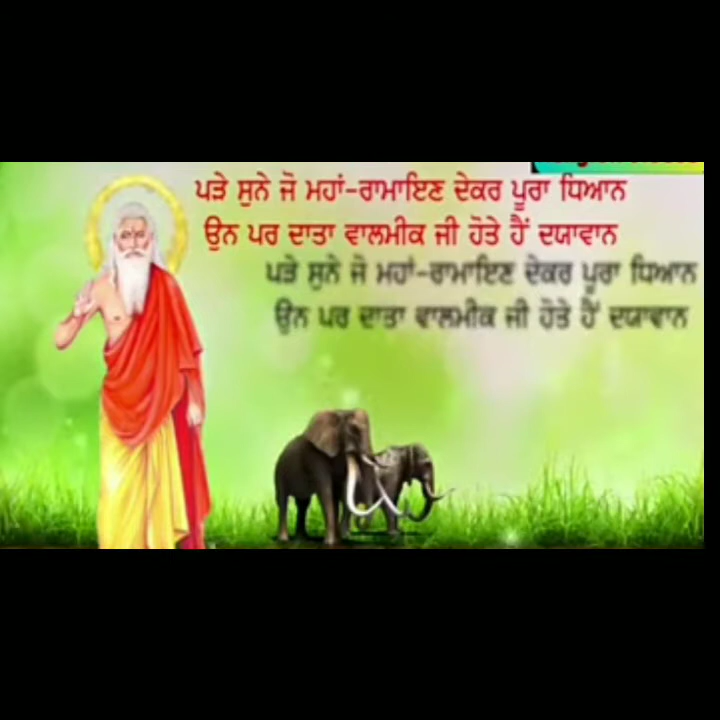 ਪੜੇ ਸੁਨੇ ਜੋ ਮਹਾਂ-ਰਾਮਾਇਣ ਦੇਕਰ ਪੂਰਾ ਧਿਆਨ
ਉਨ ਪਰ ਦਾਤਾ ਵਾਲਮੀਕ ਜੀ ਹੋਤੇ ਹੈਂ ਦਯਾਵਾਨ
ਪੜੇ ਸੁਨੇ ਜੋ ਮਹਾਂ-ਰਾਮਾਇਣ ਦੇਕਰ ਪੂਰਾ ਧਿਆਨ
ਉਨ ਪਰ ਦਾਤਾ ਵਾਲਮੀਕ ਜੀ ਹੋਤੇ ਹੈਂ ਦਯਾਵਾਨ